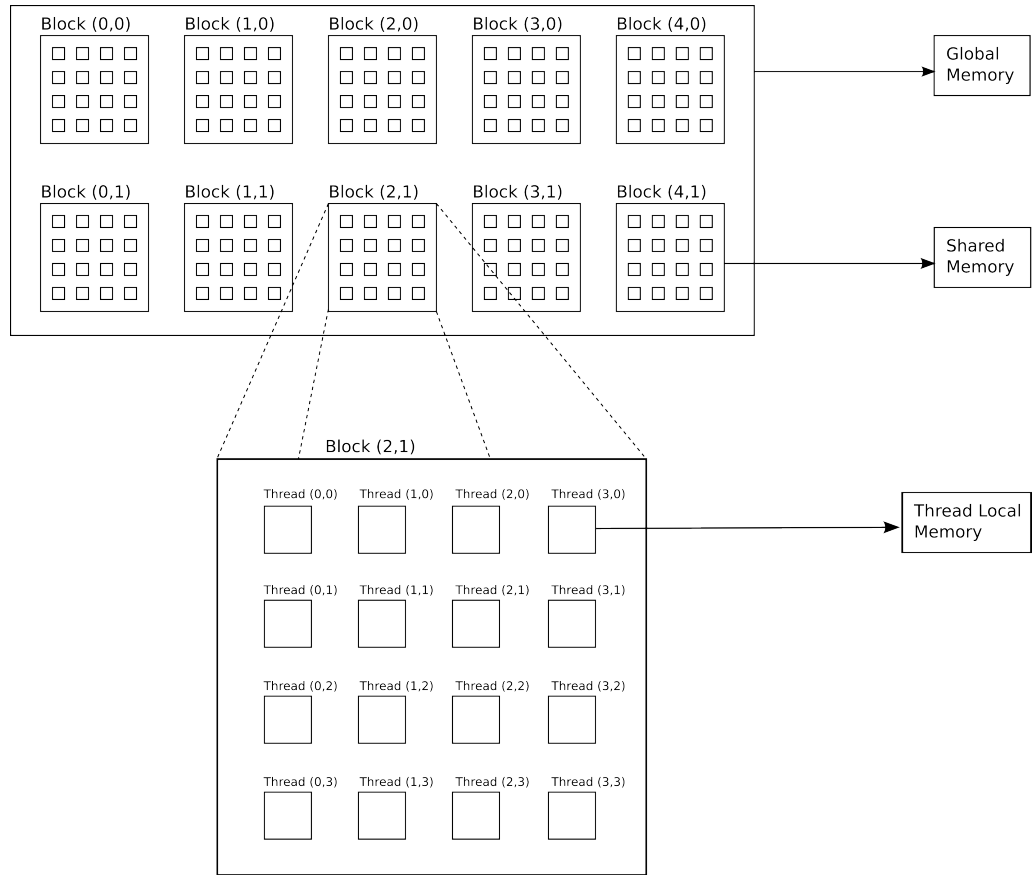 Block (0,0)
Block (1,0)
Block (2,0)
Block (3,0)
Block (4,0)
Global
Memory
Block (0,1)
Block (1,1)
Block (2,1)
Block (3,1)
Block (4,1)
Shared
Memory
Block (2,1)
Thread (0,0)
Thread (1,0)
Thread (2,0)
Thread (3,0)
Thread Local
Memory
Thread (0,1)
Thread (1,1)
Thread (2,1)
Thread (3,1)
Thread (0,2)
Thread (1,2)
Thread (2,2)
Thread (3,2)
Thread (0,3)
Thread (1,3)
Thread (2,3)
Thread (3,3)